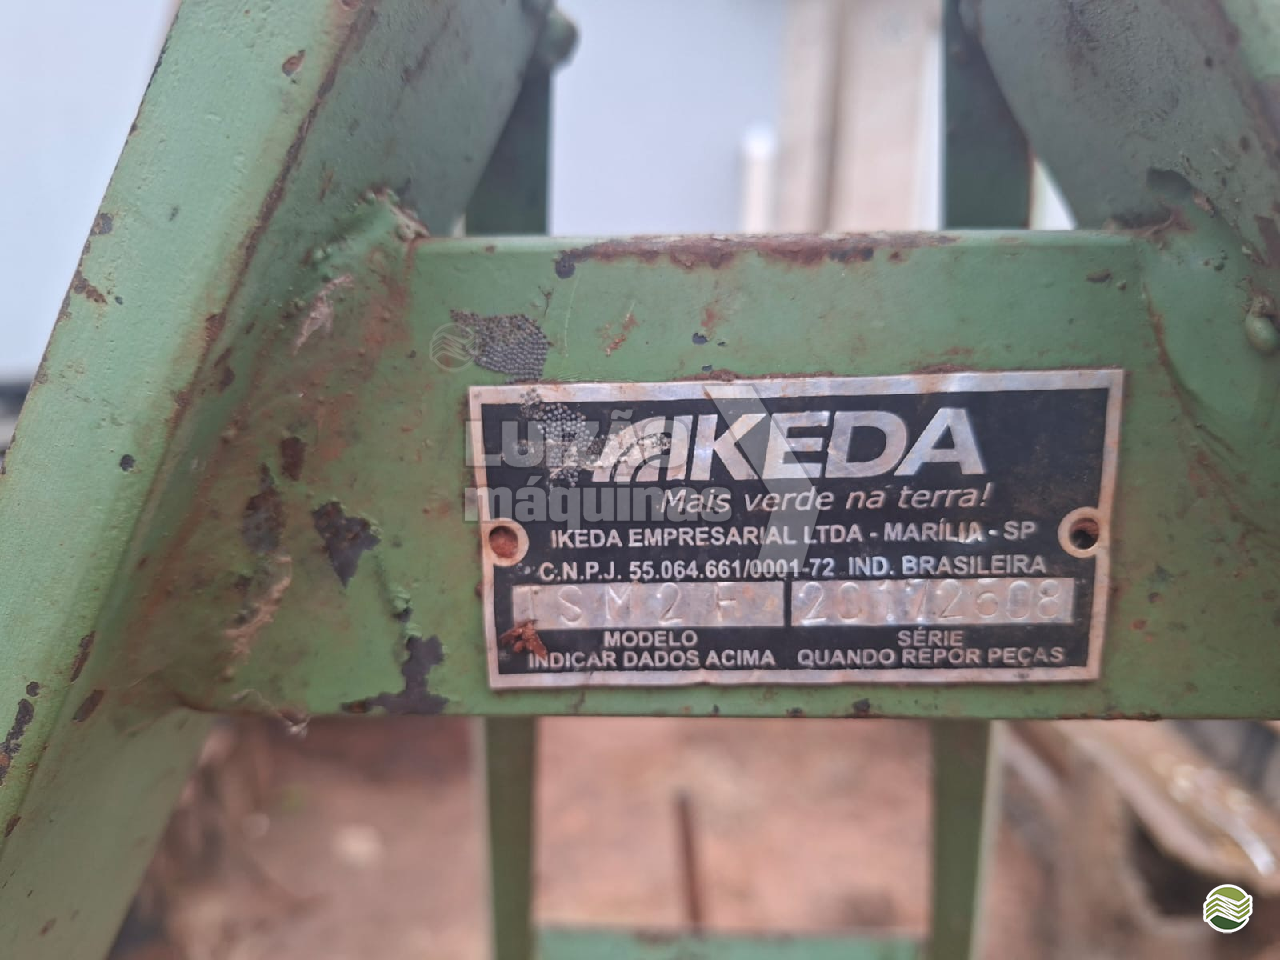 IKEDA
Mais verde na terra!
LUZÃO
máquinas
IKEDA EMPRESARIAL LTDA - MARÍLIA - SP
C.N.P.J. 55.064.661/0001-72 IND. BRASILEIRA
TSM2F 20172608
MODELO SÉRIE
INDICAR DADOS ACIMA QUANDO REPOR PEÇAS